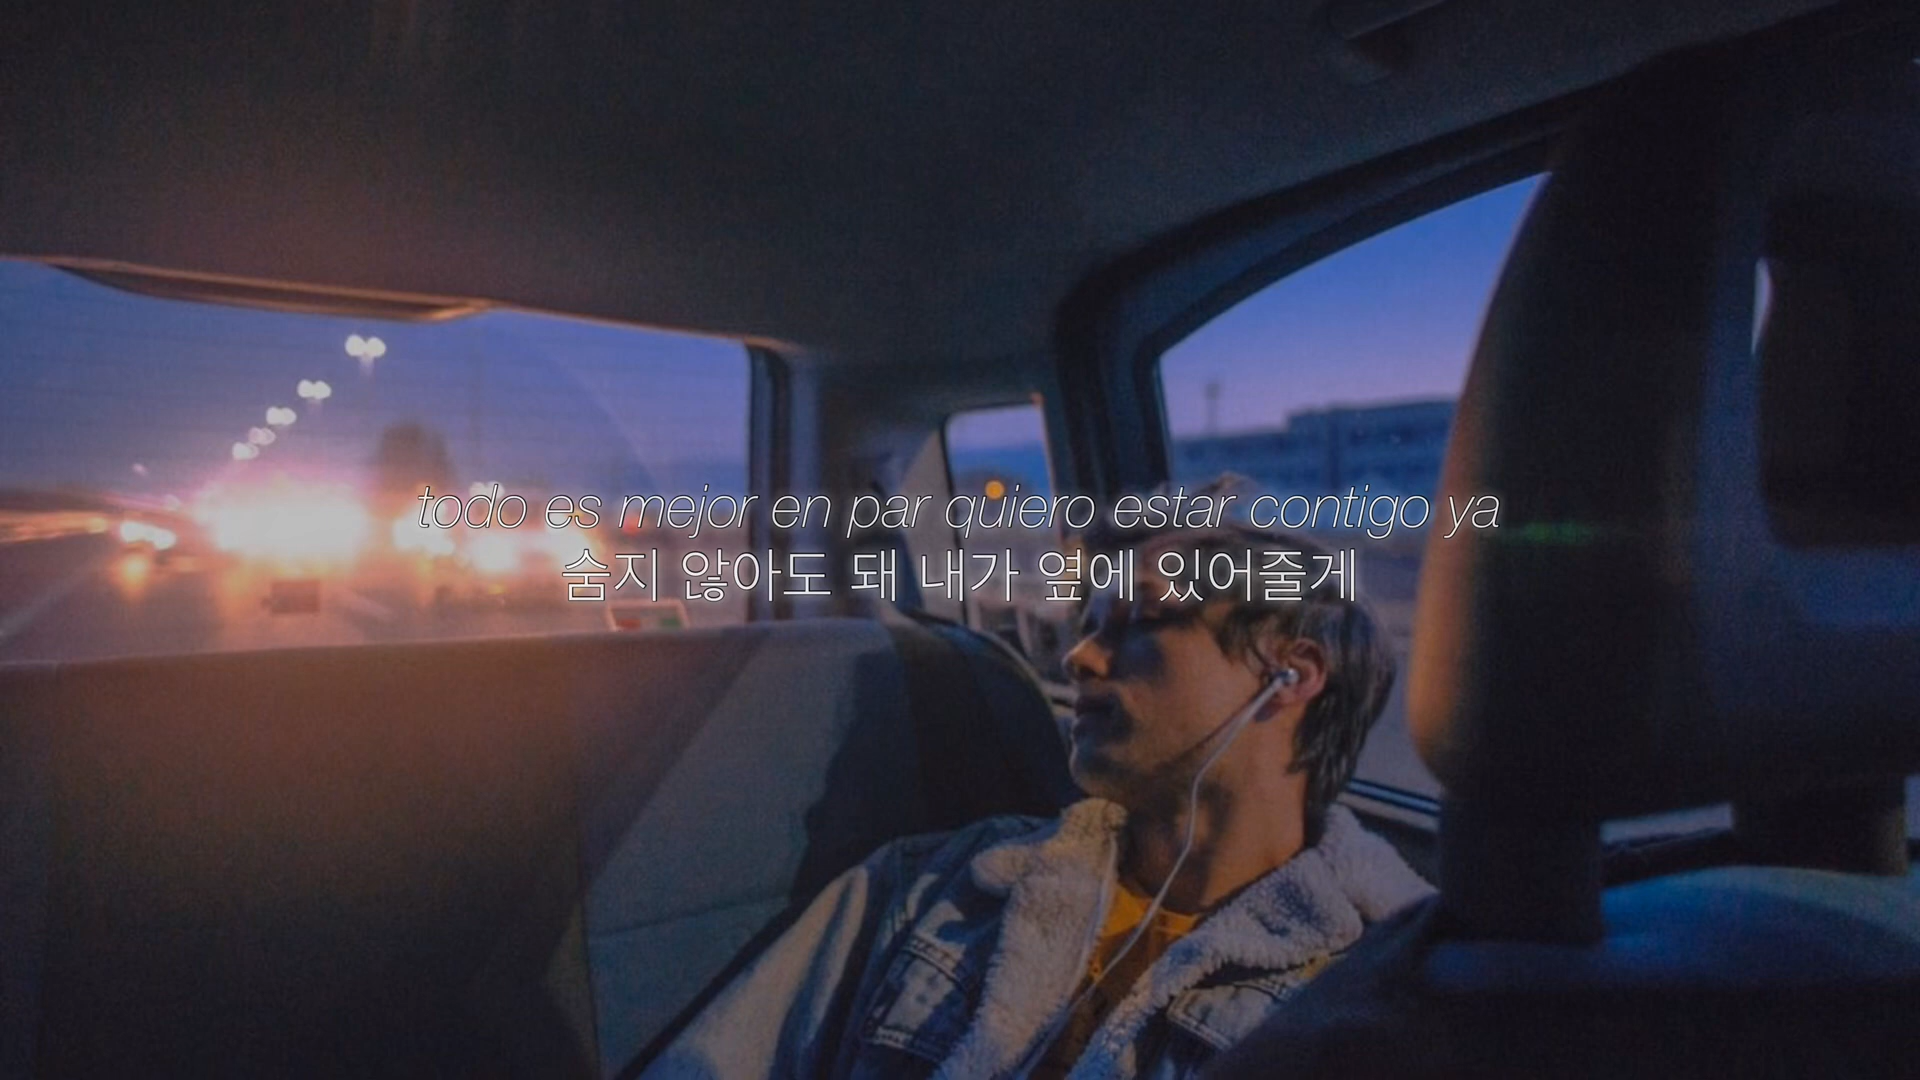 todo es mejor en par quiero estar contigo ya
숨지 않아도 돼 내가 옆에 있어줄게